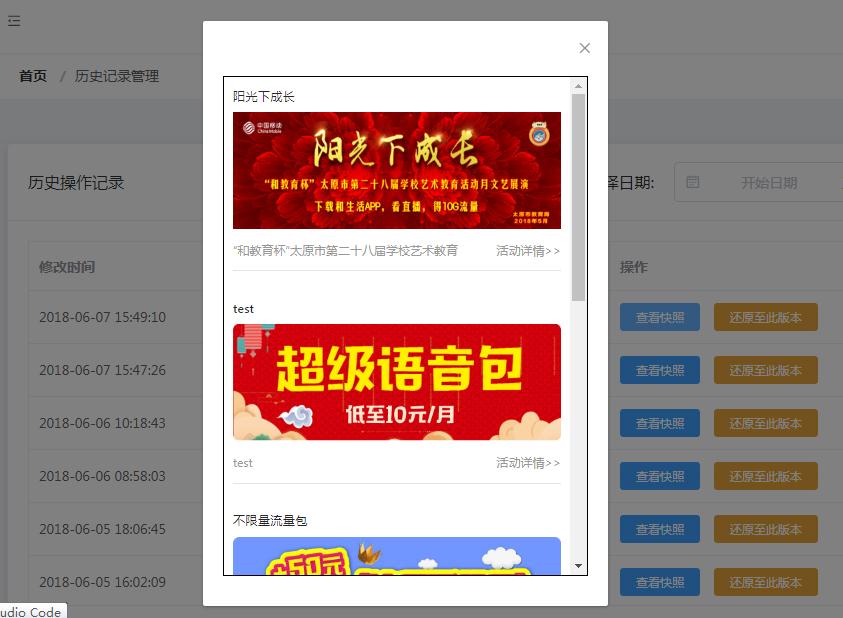 首页 / 历史记录管理
历史操作记录
择日期:
开始日期
修改时间
操作
2018-06-07 15:49:10
查看快照
还原至此版本
2018-06-07 15:47:26
查看快照
还原至此版本
2018-06-06 10:18:43
查看快照
还原至此版本
2018-06-06 08:58:03
查看快照
还原至此版本
2018-06-05 18:06:45
查看快照
还原至此版本
2018-06-05 16:02:09
查看快照
还原至此版本
阳光下成长
中国移动
China Mobile
阳光下成长
“和教育杯”太原市第二十八届学校艺术教育活动月文艺展演
下载和生活APP，看直播，得10G流量
太原市教育局
2018年5月
“和教育杯”太原市第二十八届学校艺术教育
活动详情>>
test
超级语音包
低至10元/月
test
活动详情>>
不限量流量包
udio Code